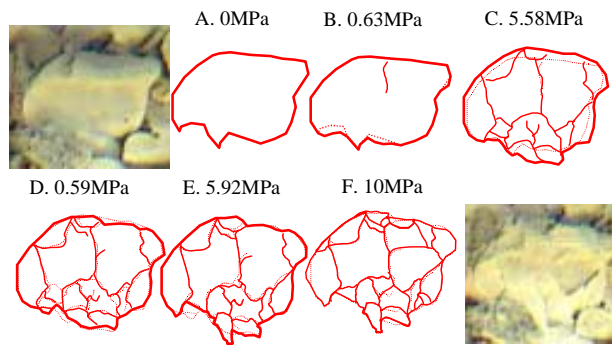 A. 0MPa
B. 0.63MPa
C. 5.58MPa
D. 0.59MPa
E. 5.92MPa
F. 10MPa